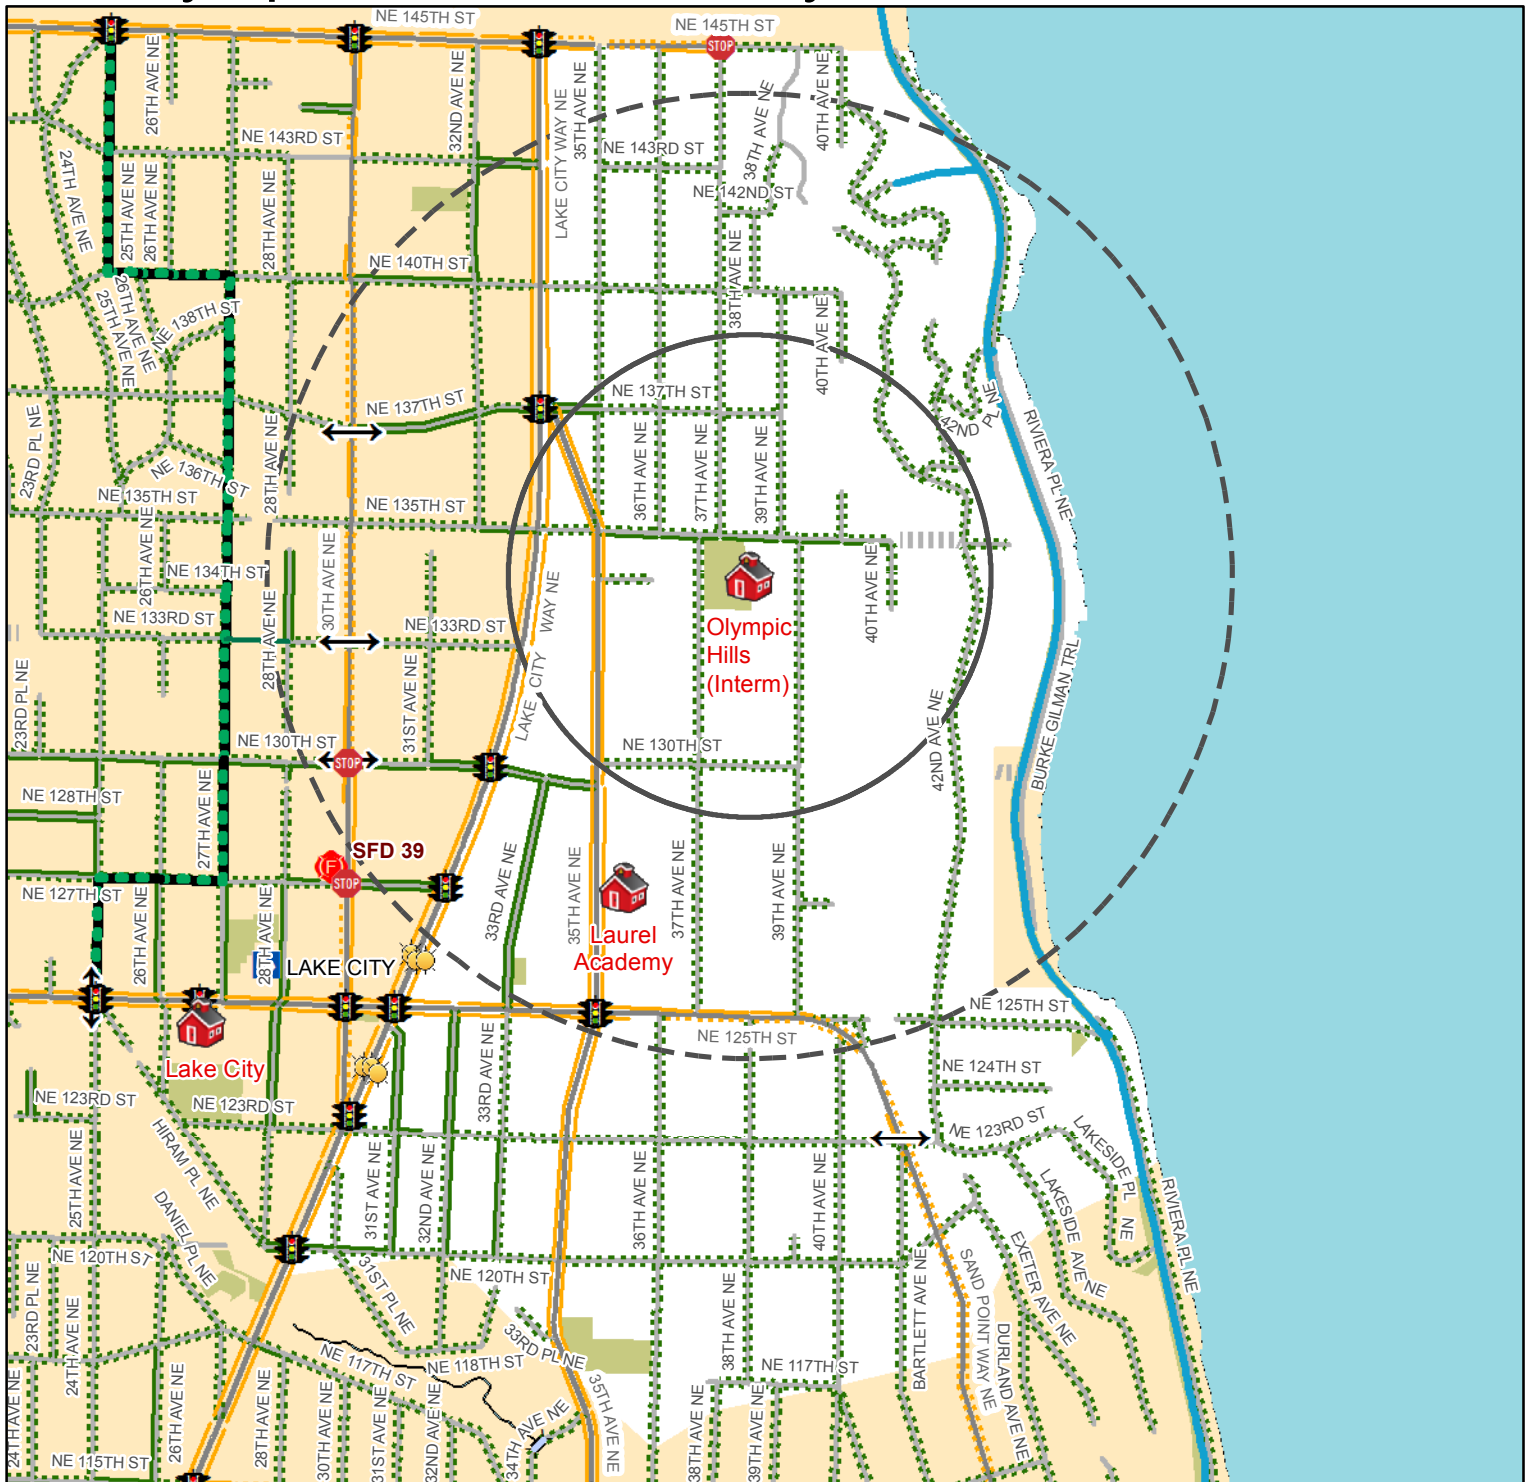 NE 145TH ST
NE 145TH ST
STOP
26TH AVE NE
32ND AVE NE
LAKE CITY WAY NE
35TH AVE NE
38TH AVE NE
40TH AVE NE
NE 143RD ST
NE 143RD ST
NE 142ND ST
24TH AVE NE
25TH AVE NE
26TH AVE NE
28TH AVE NE
NE 140TH ST
38TH AVE NE
40TH AVE NE
26TH AVE NE
25TH AVE NE
NE 138TH ST
NE 137TH ST
NE 137TH ST
42ND PL NE
RIVIERA PL NE
23RD PL NE
NE 136TH ST
28TH AVE NE
36TH AVE NE
37TH AVE NE
39TH AVE NE
NE 135TH ST
NE 135TH ST
26TH AVE NE
NE 134TH ST
30TH AVE NE
40TH AVE NE
NE 133RD ST
28TH AVE NE
NE 133RD ST
LAKE CITY WAY NE
Olympic
Hills
(Interm)
23RD PL NE
31ST AVE NE
42ND AVE NE
BURKE GILMAN TRL
NE 130TH ST
STOP
NE 130TH ST
NE 128TH ST
27TH AVE NE
SFD 39
F
STOP
NE 127TH ST
33RD AVE NE
35TH AVE NE
37TH AVE NE
39TH AVE NE
26TH AVE NE
28TH AVE NE
Laurel
Academy
LAKE CITY
NE 125TH ST
NE 125TH ST
Lake City
33RD AVE NE
NE 124TH ST
NE 123RD ST
NE 123RD ST
NE 123RD ST
HIRAM PL NE
LAKESIDE PL NE
25TH AVE NE
31ST AVE NE
32ND AVE NE
36TH AVE NE
40TH AVE NE
LAKESIDE AVE NE
RIVIERA PL NE
DANIEL PL NE
NE 120TH ST
31ST PL NE
NE 120TH ST
BARTLETT AVE NE
SAND POINT WAY NE
EXETER AVE NE
23RD PL NE
24TH AVE NE
38TH AVE NE
33RD PL NE
DURLAND AVE NE
NE 117TH ST
NE 118TH ST
NE 117TH ST
24TH AVE NE
26TH AVE NE
28TH AVE NE
30TH AVE NE
31ST AVE NE
32ND AVE NE
34TH AVE NE
35TH AVE NE
38TH AVE NE
39TH AVE NE
NE 115TH ST